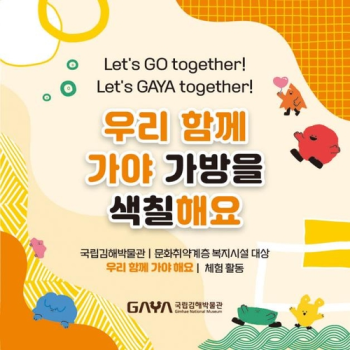 Let's GO together!
Let's GAYA together!
우리 함께
가야 가방을
색칠해요
국립김해박물관 | 문화취약계층 복지시설 대상
우리 함께 가야 해요 | 체험 활동
GAYA 국립김해박물관
Gimhae National Museum